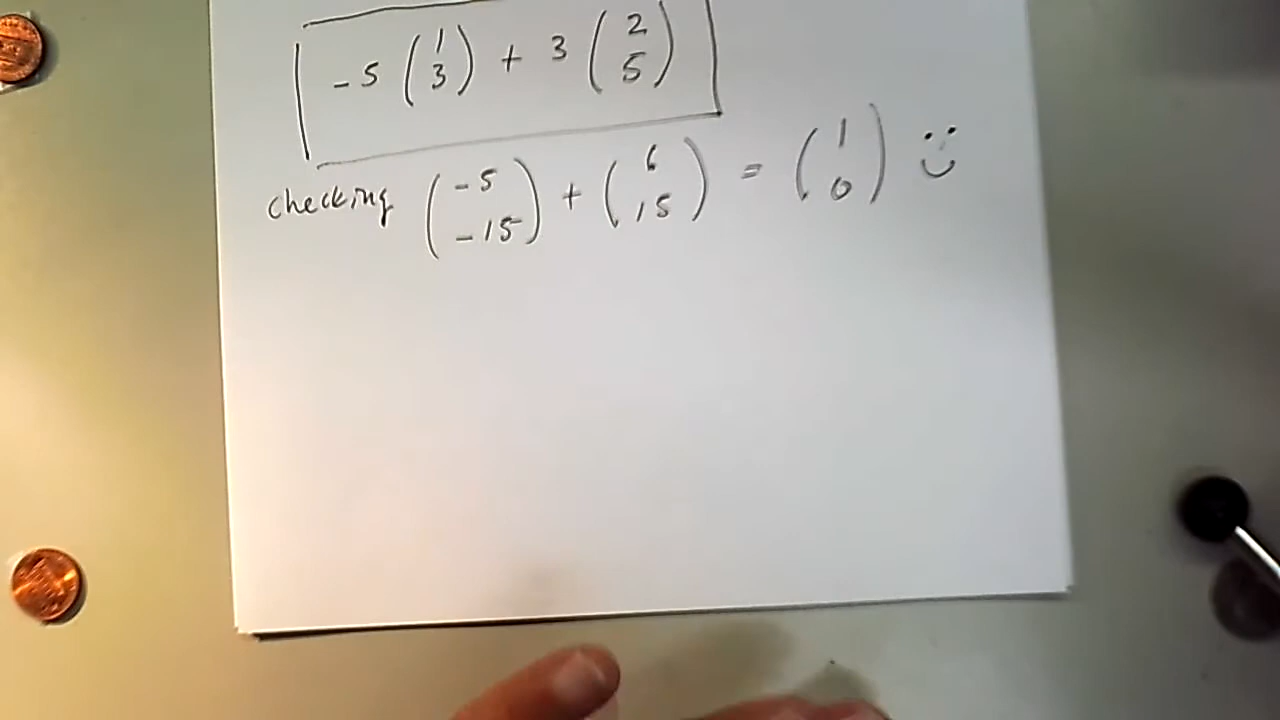 -5 (1 3) + 3 (2 5)
checking (-5 -15) + (6 15) = (1 0) :)